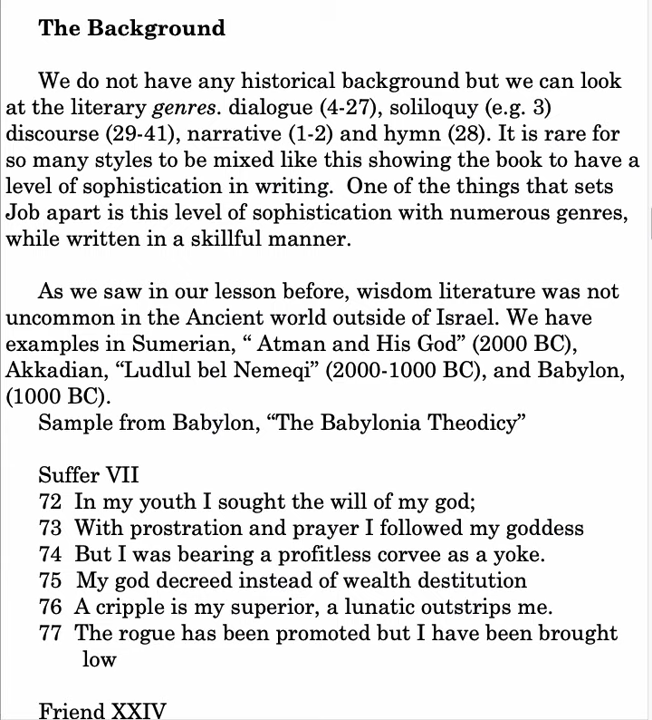 The Background
We do not have any historical background but we can look
at the literary genres. dialogue (4-27), soliloquy (e.g. 3)
discourse (29-41), narrative (1-2) and hymn (28). It is rare for
so many styles to be mixed like this showing the book to have a
level of sophistication in writing.  One of the things that sets
Job apart is this level of sophistication with numerous genres,
while written in a skillful manner.
As we saw in our lesson before, wisdom literature was not
uncommon in the Ancient world outside of Israel. We have
examples in Sumerian, “ Atman and His God” (2000 BC),
Akkadian, “Ludlul bel Nemeqi” (2000-1000 BC), and Babylon,
(1000 BC).
Sample from Babylon, “The Babylonia Theodicy”
Suffer VII
72  In my youth I sought the will of my god;
73  With prostration and prayer I followed my goddess
74  But I was bearing a profitless corvee as a yoke.
75  My god decreed instead of wealth destitution
76  A cripple is my superior, a lunatic outstrips me.
77  The rogue has been promoted but I have been brought
low
Friend XXIV